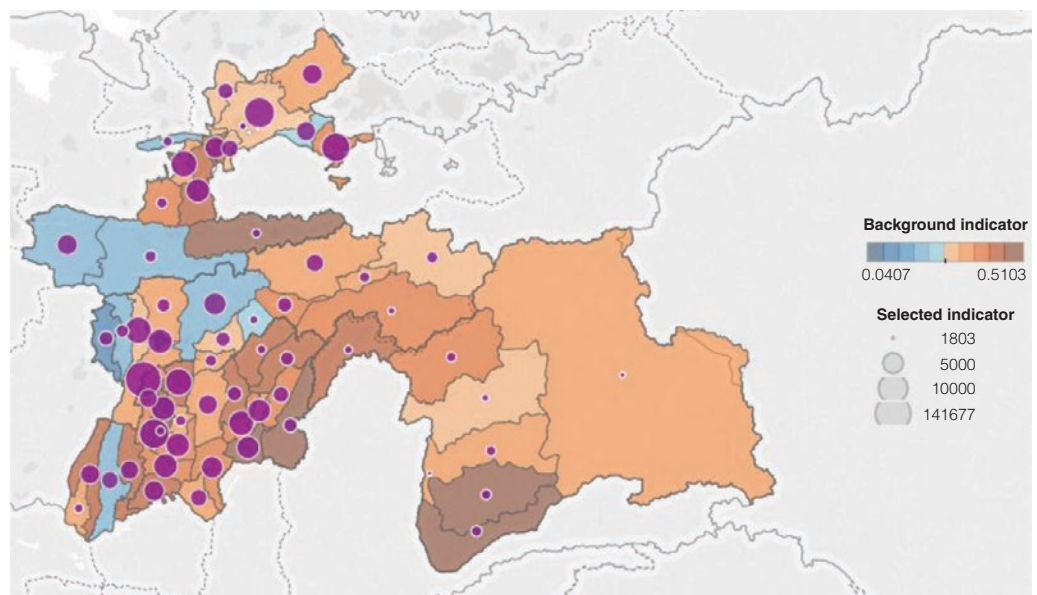 Background indicator
0.0407 0.5103
Selected indicator
1803
5000
10000
141677